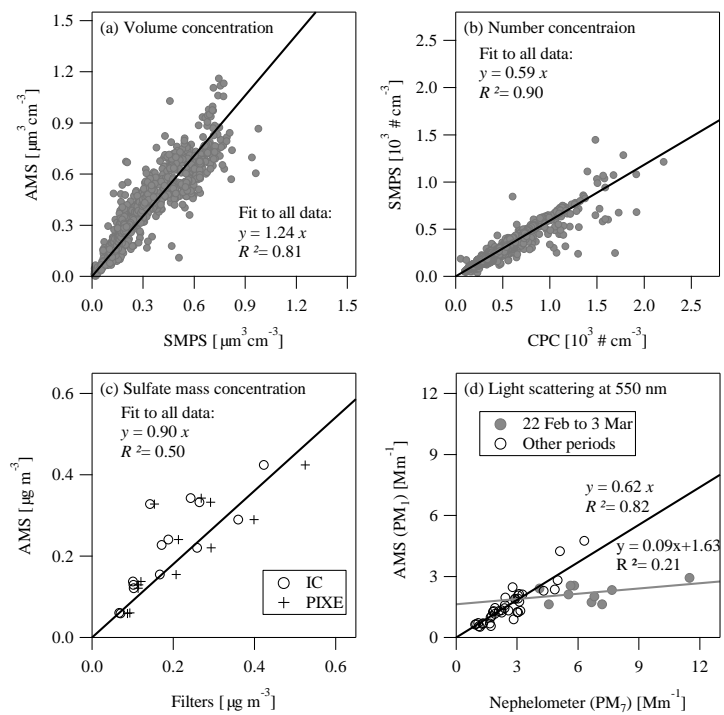 (a) Volume concentration
1.5
1.2
0.9
0.6
0.3
0.0
AMS [ μm³ cm⁻³]
Fit to all data:
y = 1.24 x
R ²= 0.81
0.0 0.3 0.6 0.9 1.2 1.5
SMPS [ μm³cm⁻³]
(b) Number concentration
2.5
2.0
1.5
1.0
0.5
0.0
SMPS [10³ # cm⁻³]
Fit to all data:
y = 0.59 x
R ²= 0.90
0.0 0.5 1.0 1.5 2.0 2.5
CPC [10³ # cm⁻³]
(c) Sulfate mass concentration
0.6
0.4
0.2
0.0
AMS [ μg m⁻³]
Fit to all data:
y = 0.90 x
R ²= 0.50
IC
PIXE
0.0 0.2 0.4 0.6
Filters [ μg m⁻³]
(d) Light scattering at 550 nm
12
9
6
3
0
AMS (PM₁) [Mm⁻¹]
22 Feb to 3 Mar
Other periods
y = 0.62 x
R ²= 0.82
y = 0.09x+1.63
R ²= 0.21
0 3 6 9 12
Nephelometer (PM₇) [Mm⁻¹]